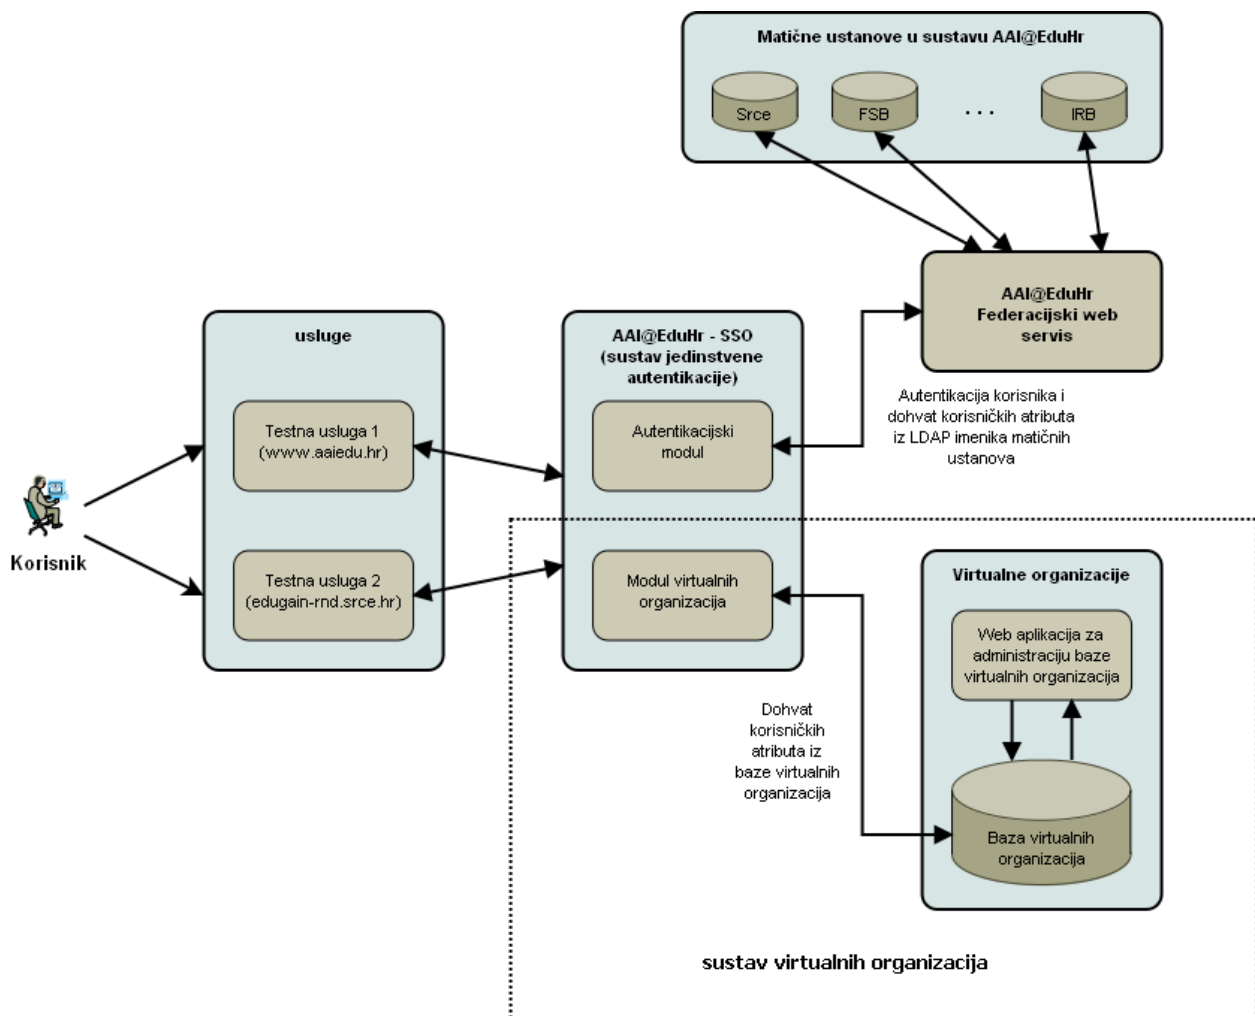 Matične ustanove u sustavu AAI@EduHr
Srce
FSB
. . .
IRB
AAI@EduHr
Federacijski web
servis
usluge
AAI@EduHr - SSO
(sustav jedinstvene
autentikacije)
Testna usluga 1
(www.aaiedu.hr)
Autentikacijski
modul
Autentikacija korisnika i
dohvat korisničkih atributa
iz LDAP imenika matičnih
ustanova
Korisnik
Testna usluga 2
(edugain-rnd.srce.hr)
Modul virtualnih
organizacija
Virtualne organizacije
Web aplikacija za
administraciju baze
virtualnih organizacija
Dohvat
korisničkih
atributa iz
baze virtualnih
organizacija
Baza virtualnih
organizacija
sustav virtualnih organizacija